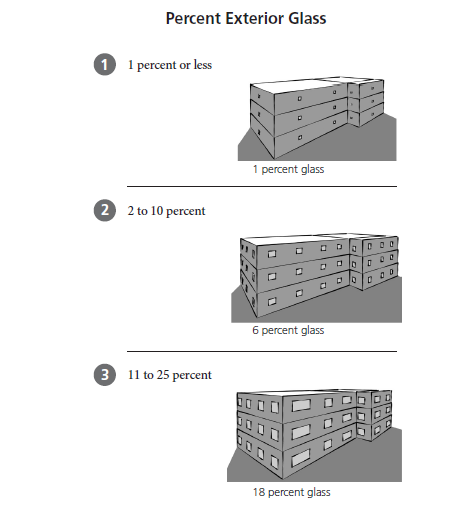 Percent Exterior Glass
1 1 percent or less
1 percent glass
2 2 to 10 percent
6 percent glass
3 11 to 25 percent
18 percent glass